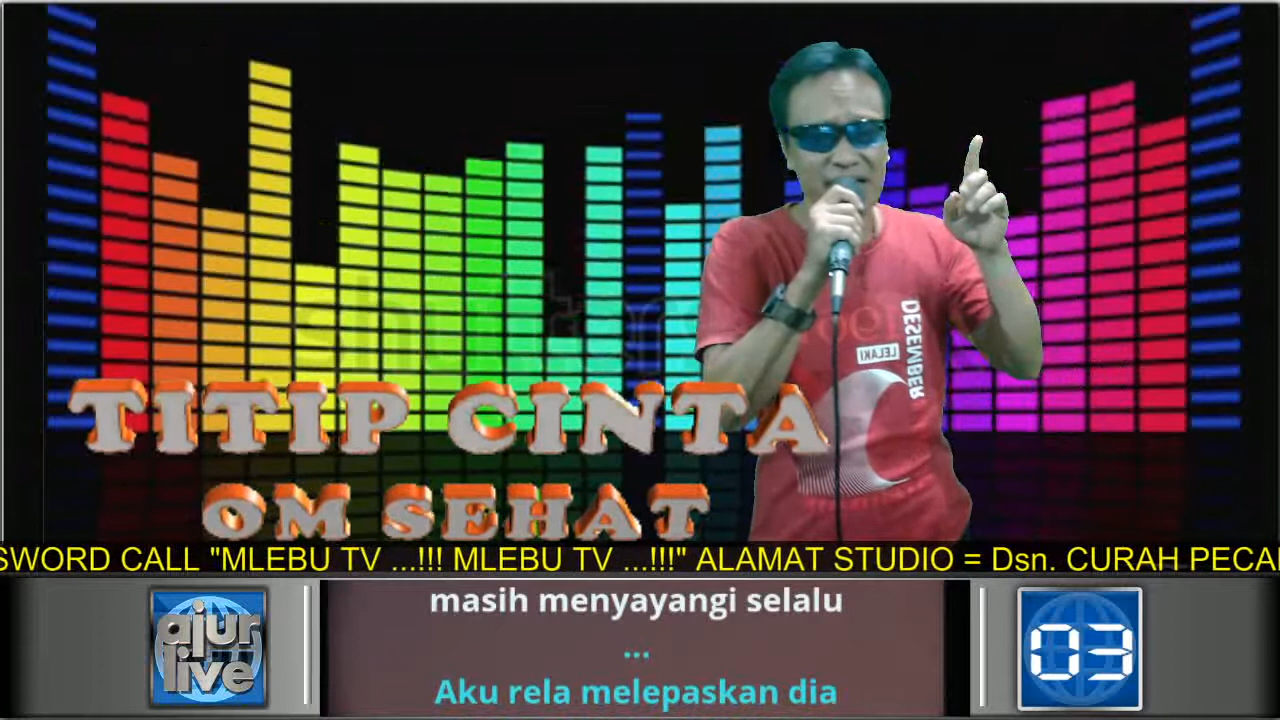 DESEMBER
LELAKI
TITIP CINTA
OM SEHAT
SWORD CALL "MLEBU TV ...!!! MLEBU TV ...!!!" ALAMAT STUDIO = Dsn. CURAH PECA
ajur
live
masih menyayangi selalu
...
Aku rela melepaskan dia
03